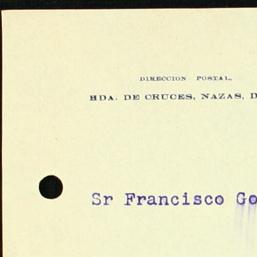 DIRECCION POSTAL,
HDA. DE CRUCES, NAZAS, D
Sr Francisco Go